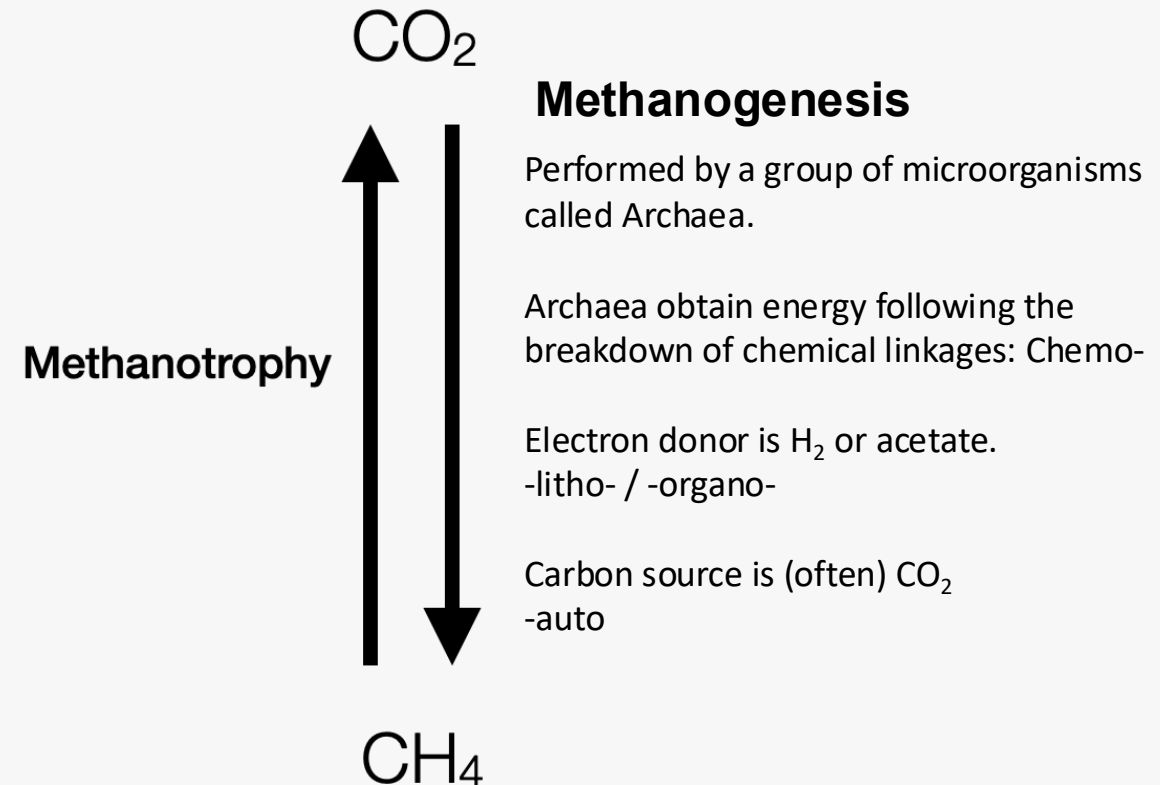 CO₂
Methanogenesis
Performed by a group of microorganisms
called Archaea.
Archaea obtain energy following the
breakdown of chemical linkages: Chemo-
Methanotrophy
Electron donor is H₂ or acetate.
-litho- / -organo-
Carbon source is (often) CO₂
-auto
CH₄